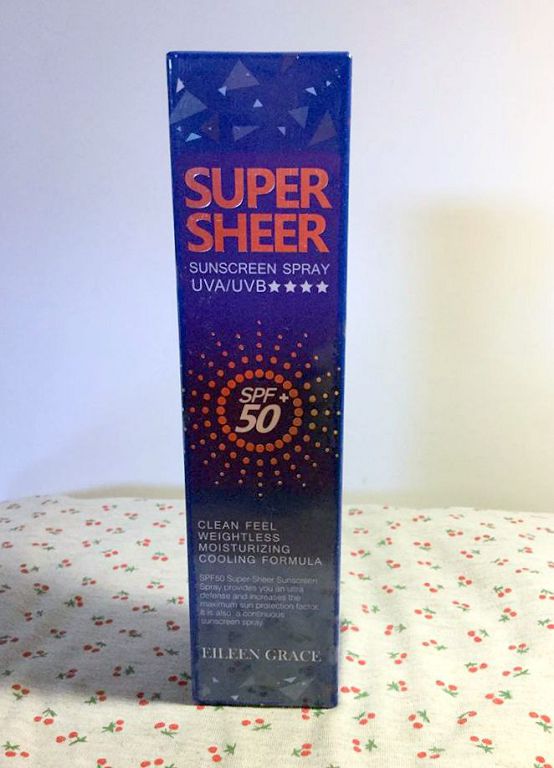 SUPER
SHEER
SUNSCREEN SPRAY
UVA/UVB★★★★
SPF +
50
CLEAN FEEL
WEIGHTLESS
MOISTURIZING
COOLING FORMULA
SPF50 Super Sheer Sunscreen
Spray provides you an ultra
defense and increases the
maximum sun protection factor.
It is also a continuous
sunscreen spray.
EILEEN GRACE